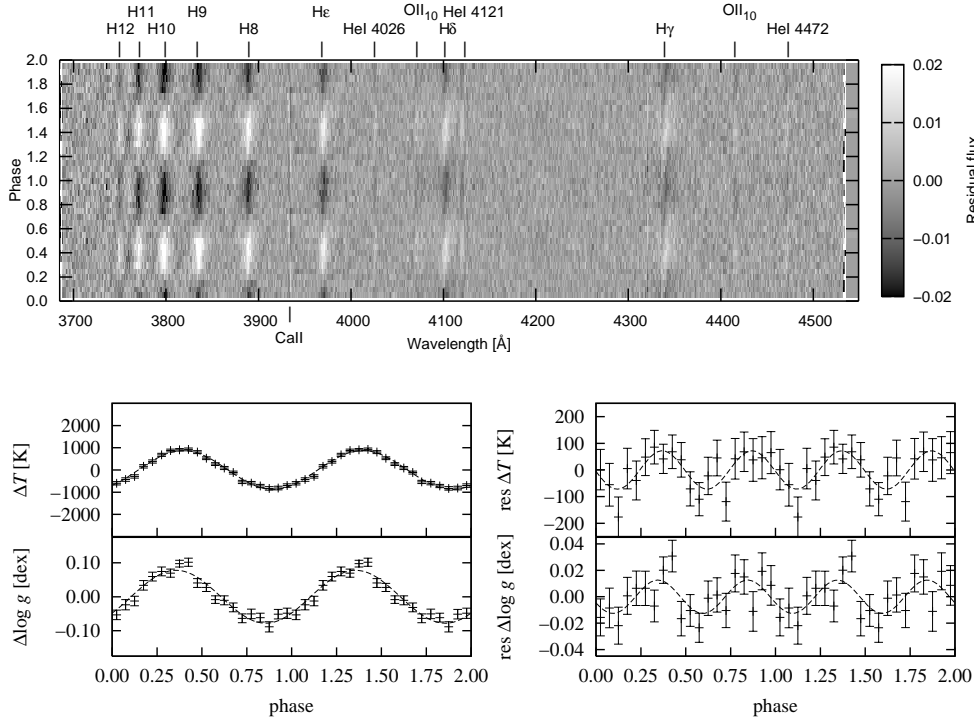 H11 H9 Hε OII10 HeI 4121 OII10
H12 H10 H8 HeI 4026 Hδ Hγ HeI 4472
2.0
1.8
1.6
1.4
1.2
1.0
0.8
0.6
0.4
0.2
0.0
Phase
3700 3800 3900 4000 4100 4200 4300 4400 4500
CaII
Wavelength [Å]
0.02
0.01
0.00
−0.01
−0.02
Residual flux
2000
1000
0
−1000
−2000
ΔT [K]
0.10
0.00
−0.10
Δlog g [dex]
0.00 0.25 0.50 0.75 1.00 1.25 1.50 1.75 2.00
phase
200
100
0
−100
−200
res ΔT [K]
0.04
0.02
0.00
−0.02
−0.04
res Δlog g [dex]
0.00 0.25 0.50 0.75 1.00 1.25 1.50 1.75 2.00
phase